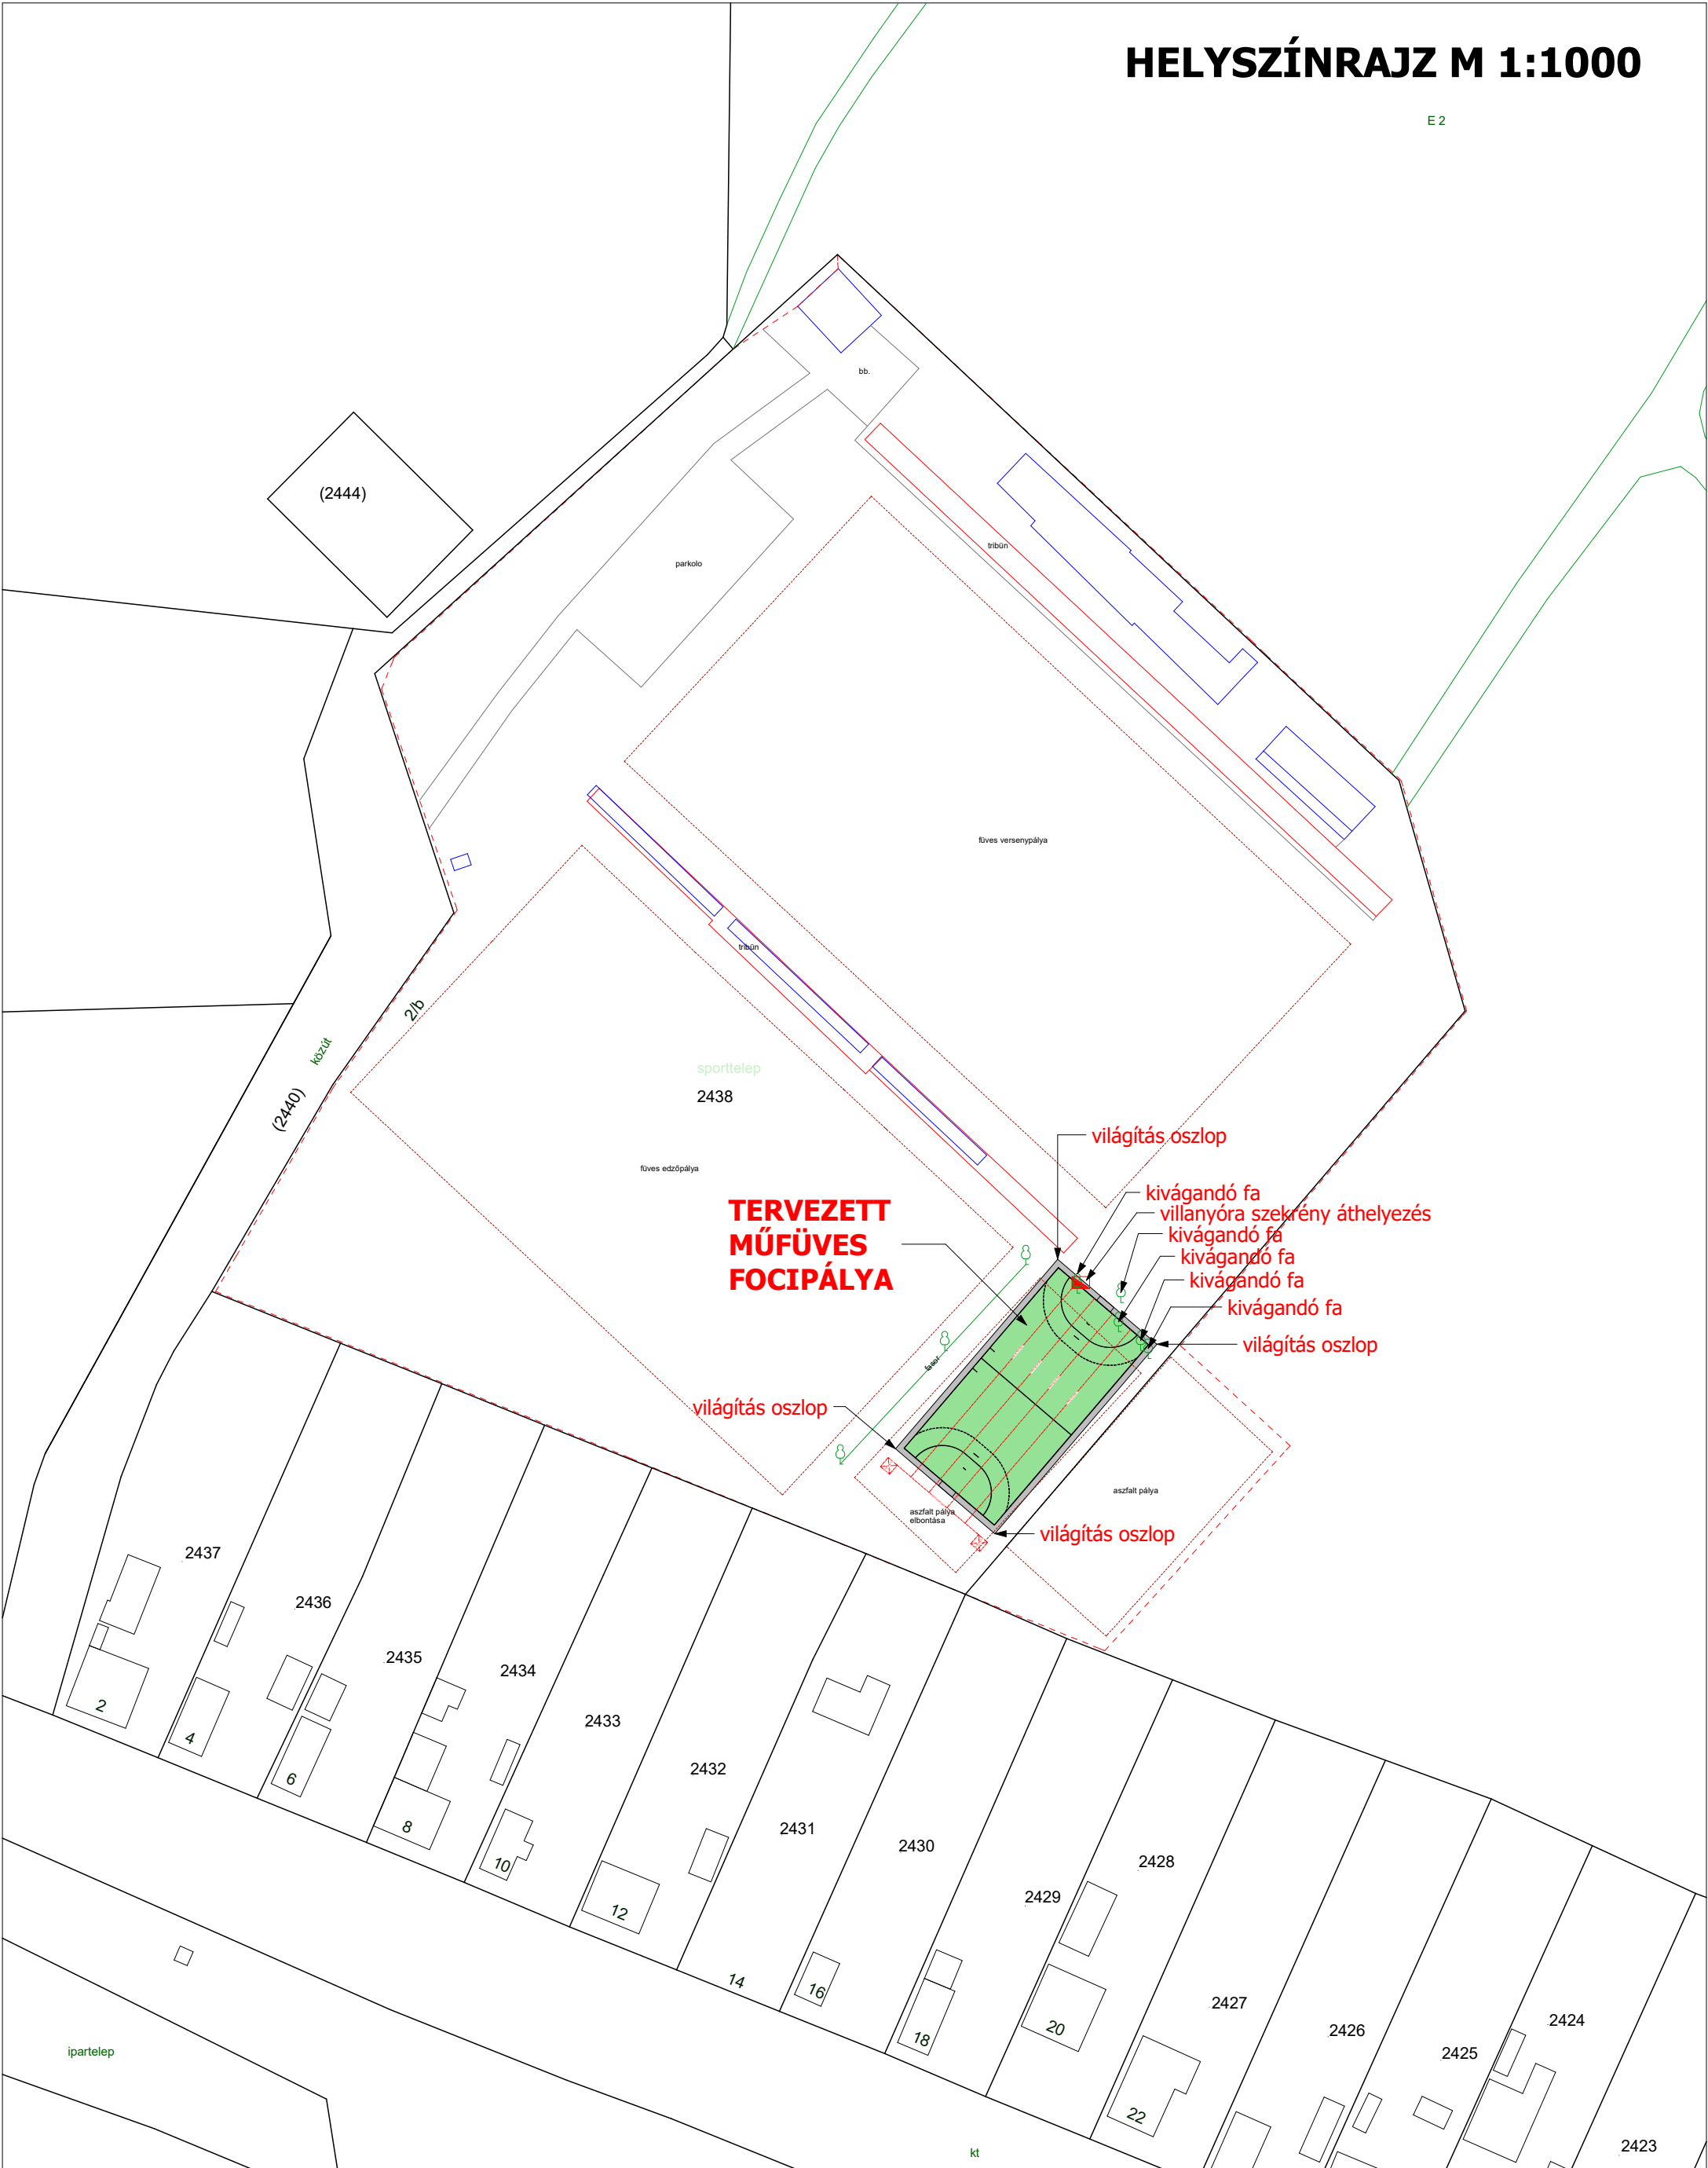 HELYSZÍNRAJZ M 1:1000
E 2
bb.
(2444)
tribün
parkolo
füves versenypálya
tribün
2/b
közút
sporttelep
2438
(2440)
világítás oszlop
füves edzőpálya
kivágandó fa
TERVEZETT
MŰFÜVES
FOCIPÁLYA
villanyóra szekrény áthelyezés
kivágandó fa
kivágandó fa
kivágandó fa
kivágandó fa
világítás oszlop
fasor
világítás oszlop
aszfalt pálya
aszfalt pálya
elbontása
világítás oszlop
2437
2436
2435
2434
2433
2432
2431
2430
2429
2428
2427
2426
2425
2424
2423
2
4
6
8
10
12
14
16
18
20
22
ipartelep
kt